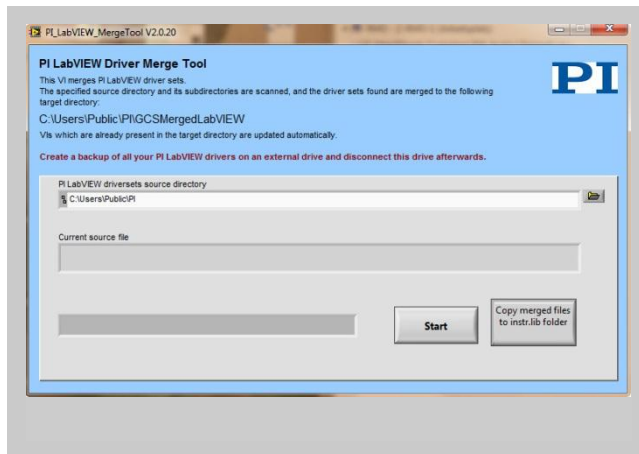 PI_LabVIEW_MergeTool V2.0.20
PI LabVIEW Driver Merge Tool
PI
This VI merges PI LabVIEW driver sets.
The specified source directory and its subdirectories are scanned, and the driver sets found are merged to the following
target directory:
C:\Users\Public\PI\GCSMergedLabVIEW
VIs which are already present in the target directory are updated automatically.
Create a backup of all your PI LabVIEW drivers on an external drive and disconnect this drive afterwards.
PI LabVIEW driversets source directory
C:\Users\Public\PI
Current source file
Start
Copy merged files
to instr.lib folder